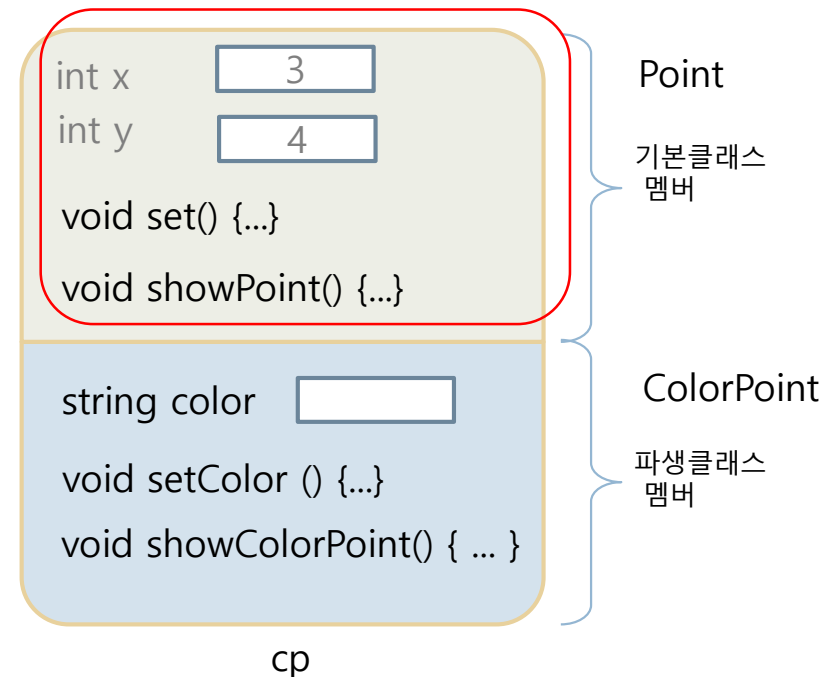 int x 3
int y 4
void set() {...}
void showPoint() {...}
Point
기본클래스
멤버
string color
void setColor () {...}
void showColorPoint() { ... }
ColorPoint
파생클래스
멤버
cp